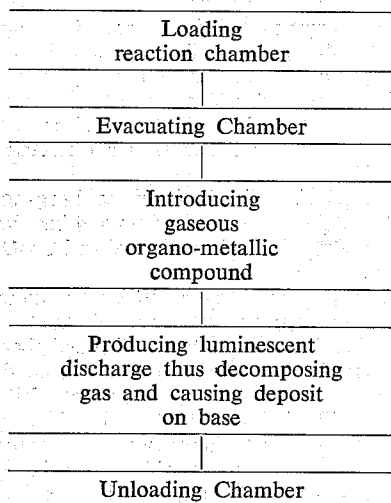 Loading
reaction chamber
Evacuating Chamber
Introducing
gaseous
organo-metallic
compound
Producing luminescent
discharge thus decomposing
gas and causing deposit
on base
Unloading Chamber